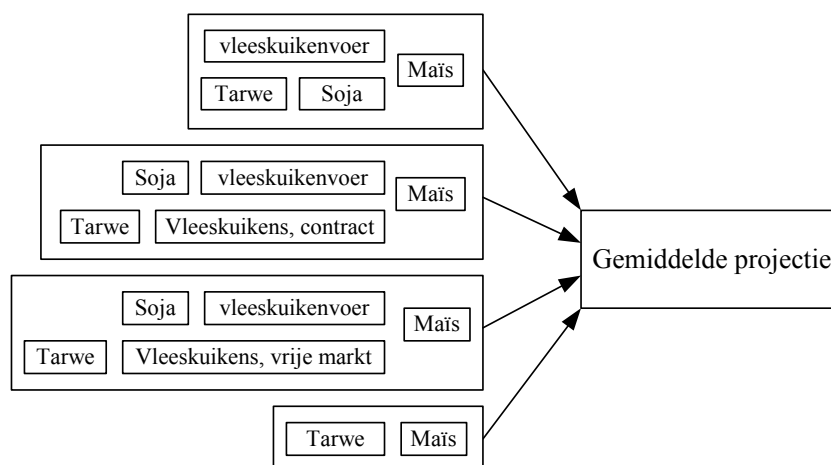 vleeskuikenvoer
Maïs
Tarwe
Soja
Soja
vleeskuikenvoer
Maïs
Tarwe
Vleeskuikens, contract
Gemiddelde projectie
Soja
vleeskuikenvoer
Maïs
Tarwe
Vleeskuikens, vrije markt
Tarwe
Maïs